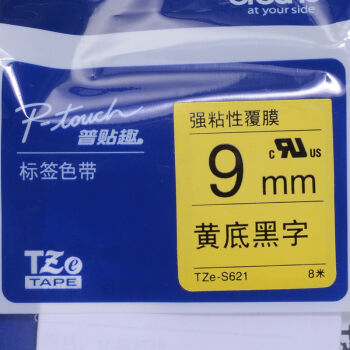 at your side
P-touch
普贴趣
标签色带
TZe
TAPE
强粘性覆膜
c RU US
9 mm
黄底黑字
TZe-S621
8米